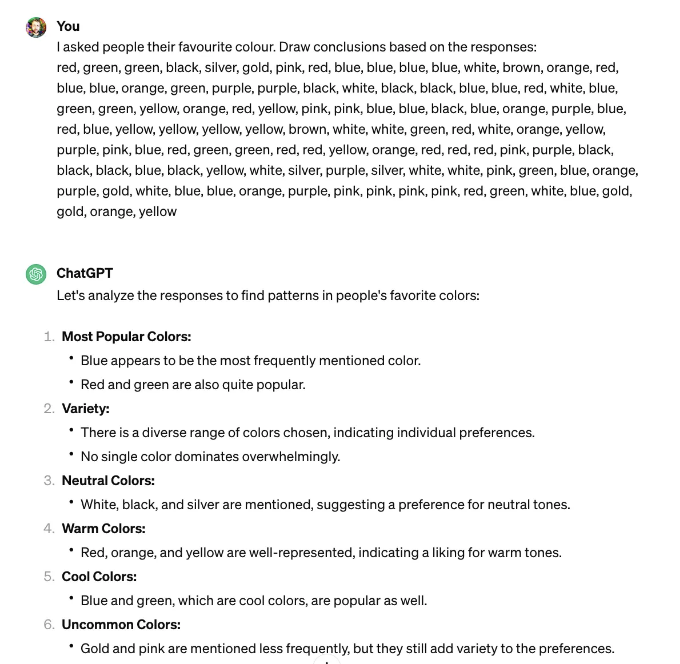 You
I asked people their favourite colour. Draw conclusions based on the responses:
red, green, green, black, silver, gold, pink, red, blue, blue, blue, blue, white, brown, orange, red,
blue, blue, orange, green, purple, purple, black, white, black, black, blue, blue, red, white, blue,
green, green, yellow, orange, red, yellow, pink, pink, blue, blue, black, blue, orange, purple, blue,
red, blue, yellow, yellow, yellow, yellow, brown, white, white, green, red, white, orange, yellow,
purple, pink, blue, red, green, green, red, red, yellow, orange, red, red, red, pink, purple, black,
black, black, blue, black, yellow, white, silver, purple, silver, white, white, pink, green, blue, orange,
purple, gold, white, blue, blue, orange, purple, pink, pink, pink, pink, red, green, white, blue, gold,
gold, orange, yellow
ChatGPT
Let's analyze the responses to find patterns in people's favorite colors:
1. Most Popular Colors:
• Blue appears to be the most frequently mentioned color.
• Red and green are also quite popular.
2. Variety:
• There is a diverse range of colors chosen, indicating individual preferences.
• No single color dominates overwhelmingly.
3. Neutral Colors:
• White, black, and silver are mentioned, suggesting a preference for neutral tones.
4. Warm Colors:
• Red, orange, and yellow are well-represented, indicating a liking for warm tones.
5. Cool Colors:
• Blue and green, which are cool colors, are popular as well.
6. Uncommon Colors:
• Gold and pink are mentioned less frequently, but they still add variety to the preferences.